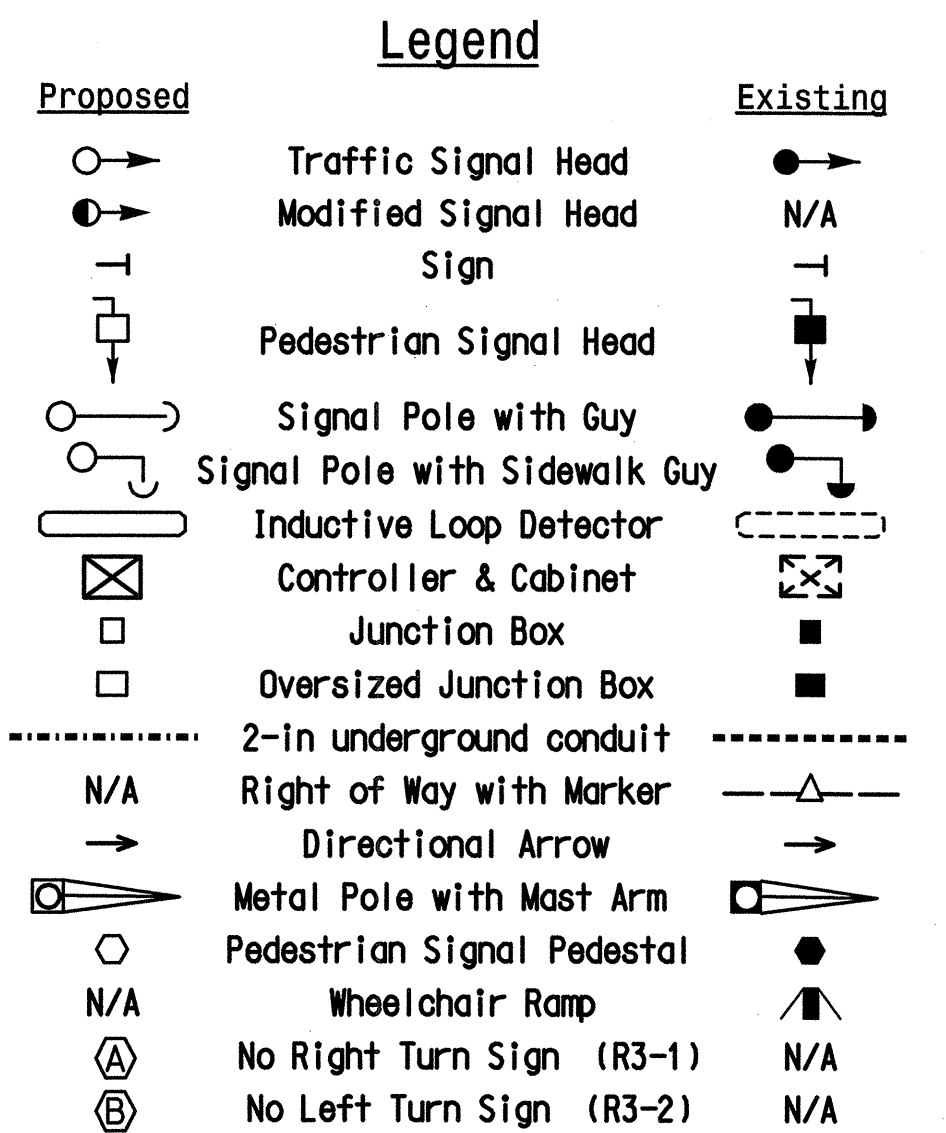 Legend
Proposed Existing
Traffic Signal Head
Modified Signal Head N/A
Sign
Pedestrian Signal Head
Signal Pole with Guy
Signal Pole with Sidewalk Guy
Inductive Loop Detector
Controller & Cabinet
Junction Box
Oversized Junction Box
2-in underground conduit
N/A Right of Way with Marker
Directional Arrow
Metal Pole with Mast Arm
Pedestrian Signal Pedestal
N/A Wheelchair Ramp
A No Right Turn Sign (R3-1) N/A
B No Left Turn Sign (R3-2) N/A